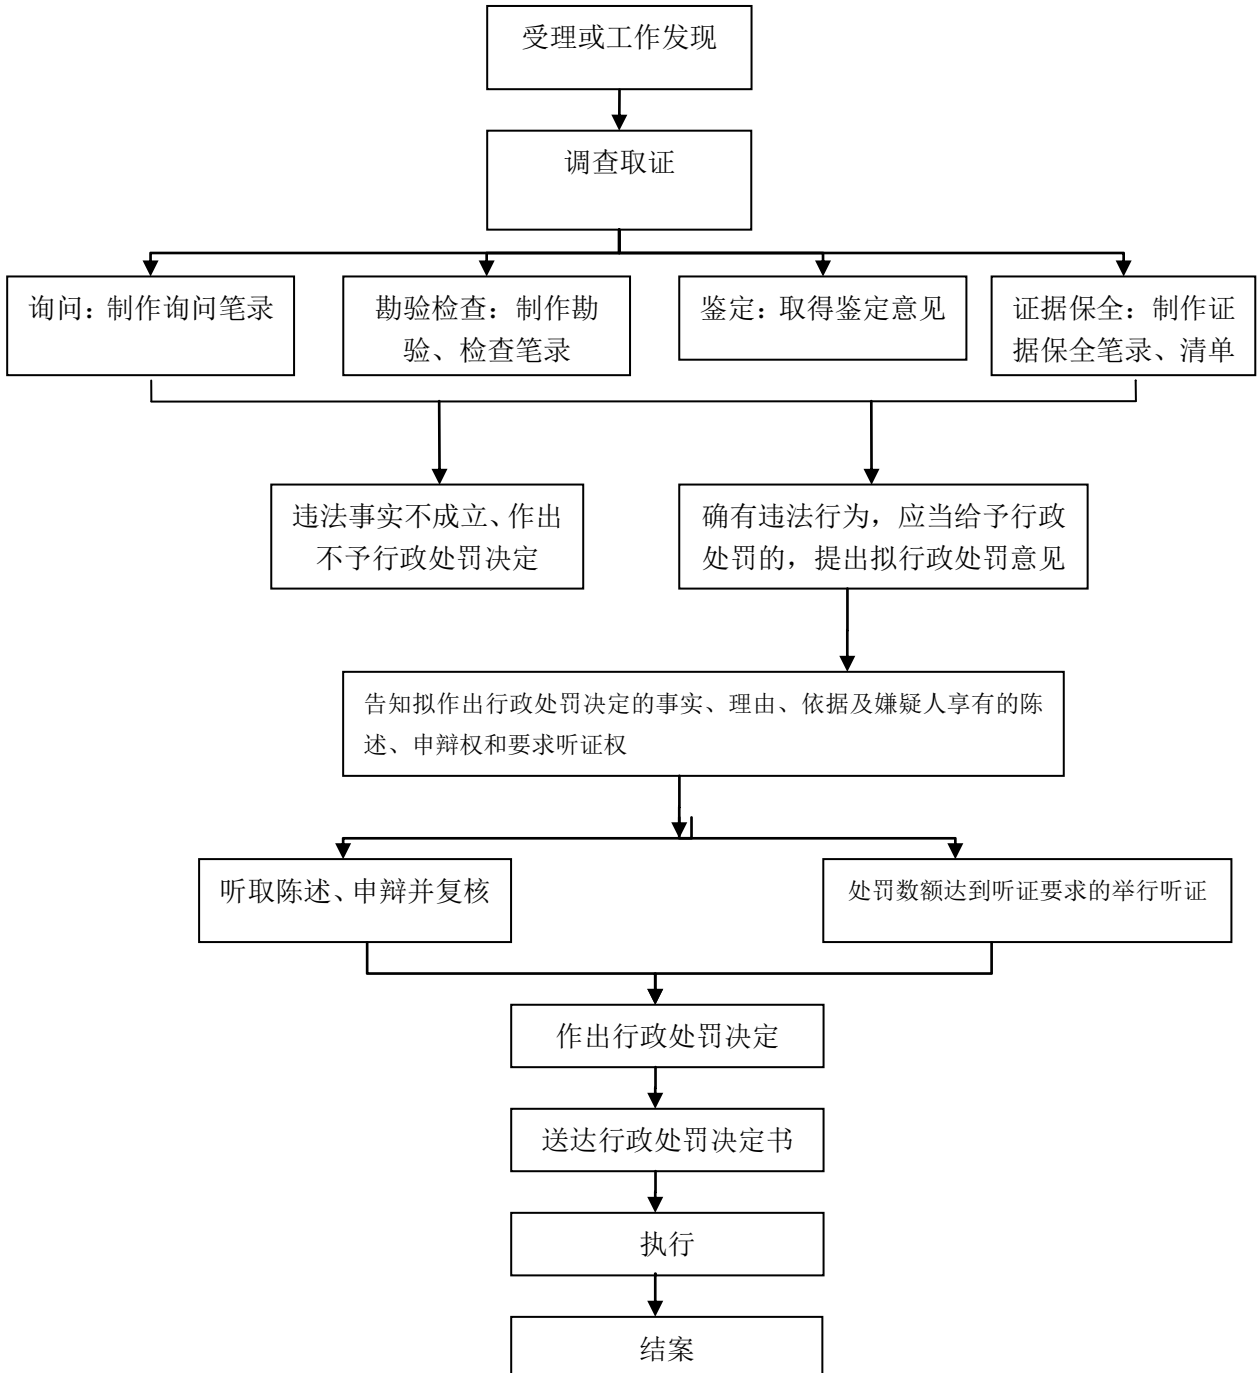 受理或工作发现
调查取证
询问：制作询问笔录
勘验检查：制作勘
验、检查笔录
鉴定：取得鉴定意见
证据保全：制作证
据保全笔录、清单
违法事实不成立、作出
不予行政处罚决定
确有违法行为，应当给予行政
处罚的，提出拟行政处罚意见
告知拟作出行政处罚决定的事实、理由、依据及嫌疑人享有的陈
述、申辩权和要求听证权
听取陈述、申辩并复核
处罚数额达到听证要求的举行听证
作出行政处罚决定
送达行政处罚决定书
执行
结案